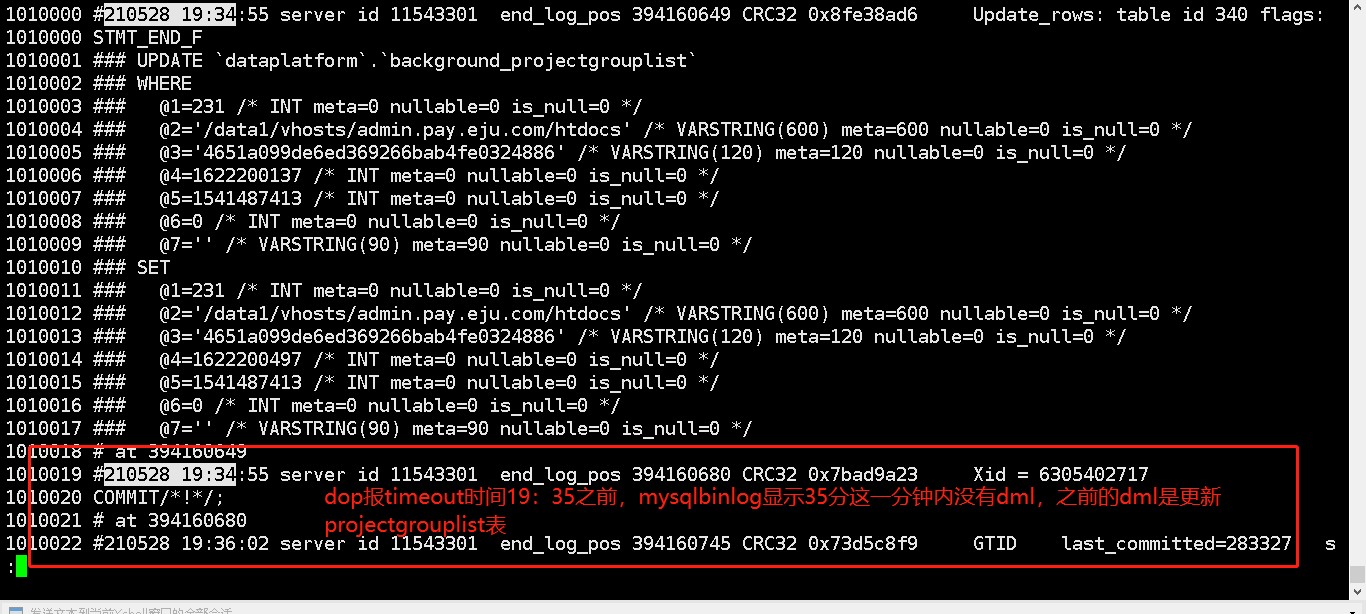 1010000 #210528 19:34:55 server id 11543301  end_log_pos 394160649 CRC32 0x8fe38ad6     Update_rows: table id 340 flags:
1010000 STMT_END_F
1010001 ### UPDATE `dataplatform`.`background_projectgrouplist`
1010002 ### WHERE
1010003 ###   @1=231 /* INT meta=0 nullable=0 is_null=0 */
1010004 ###   @2='/data1/vhosts/admin.pay.eju.com/htdocs' /* VARSTRING(600) meta=600 nullable=0 is_null=0 */
1010005 ###   @3='4651a099de6ed369266bab4fe0324886' /* VARSTRING(120) meta=120 nullable=0 is_null=0 */
1010006 ###   @4=1622200137 /* INT meta=0 nullable=0 is_null=0 */
1010007 ###   @5=1541487413 /* INT meta=0 nullable=0 is_null=0 */
1010008 ###   @6=0 /* INT meta=0 nullable=0 is_null=0 */
1010009 ###   @7='' /* VARSTRING(90) meta=90 nullable=0 is_null=0 */
1010010 ### SET
1010011 ###   @1=231 /* INT meta=0 nullable=0 is_null=0 */
1010012 ###   @2='/data1/vhosts/admin.pay.eju.com/htdocs' /* VARSTRING(600) meta=600 nullable=0 is_null=0 */
1010013 ###   @3='4651a099de6ed369266bab4fe0324886' /* VARSTRING(120) meta=120 nullable=0 is_null=0 */
1010014 ###   @4=1622200497 /* INT meta=0 nullable=0 is_null=0 */
1010015 ###   @5=1541487413 /* INT meta=0 nullable=0 is_null=0 */
1010016 ###   @6=0 /* INT meta=0 nullable=0 is_null=0 */
1010017 ###   @7='' /* VARSTRING(90) meta=90 nullable=0 is_null=0 */
1010018 # at 394160649
1010019 #210528 19:34:55 server id 11543301  end_log_pos 394160680 CRC32 0x7bad9a23     Xid = 6305402717
1010020 COMMIT/*!*/;
dop报timeout时间19：35之前，mysqlbinlog显示35分这一分钟内没有dml，之前的dml是更新
projectgrouplist表
1010021 # at 394160680
1010022 #210528 19:36:02 server id 11543301  end_log_pos 394160745 CRC32 0x73d5c8f9     GTID    last_committed=283327   s
: